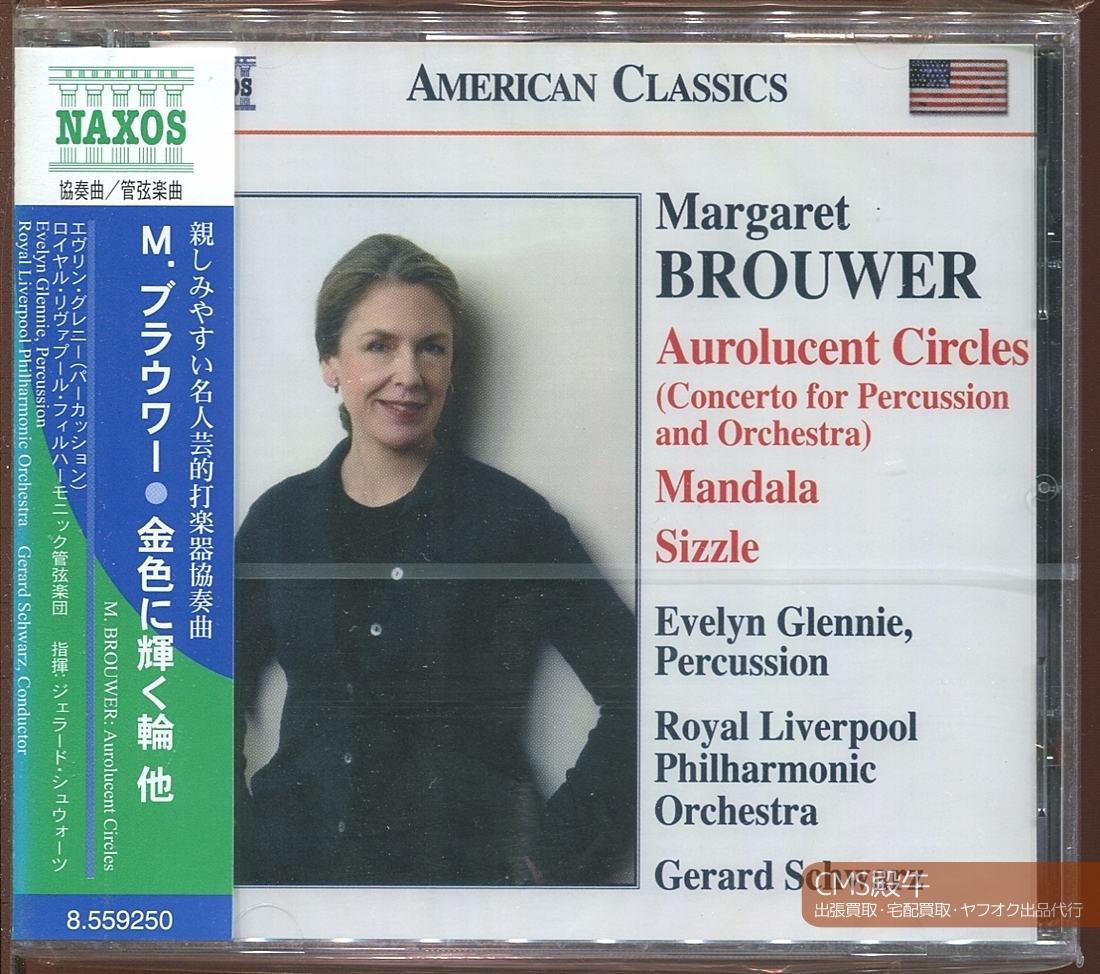 NAXOS
協奏曲／管弦楽曲
親しみやすい名人芸的打楽器協奏曲
M. ブラウワー●金色に輝く輪 他
M. BROUWER: Aurolucent Circles
エヴリン・グレニー(パーカッション)
ロイヤル・リヴァプール・フィルハーモニック管弦楽団 指揮:ジェラード・シュウォーツ
Evelyn Glennie, Percussion
Royal Liverpool Philharmonic Orchestra Gerard Schwarz, Conductor
8.559250
OS
AMERICAN CLASSICS
Margaret
BROUWER
Aurolucent Circles
(Concerto for Percussion
and Orchestra)
Mandala
Sizzle
Evelyn Glennie,
Percussion
Royal Liverpool
Philharmonic
Orchestra
Gerard Schwarz
CMS殿牛
出張買取・宅配買取・ヤフオク出品代行